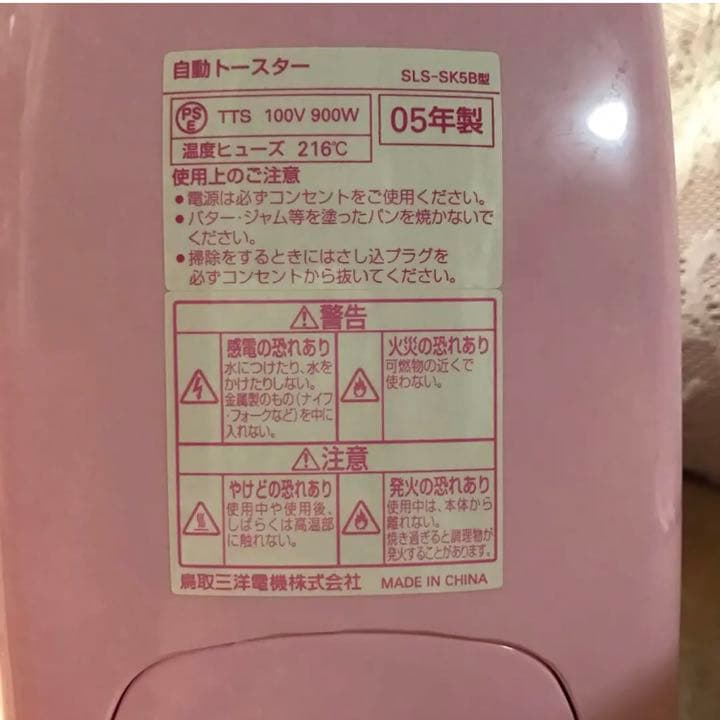 自動トースター SLS-SK5B型
PSE TTS 100V 900W 05年製
温度ヒューズ 216℃
使用上のご注意
●電源は必ずコンセントをご使用ください。
●バター・ジャム等を塗ったパンを焼かないで
ください。
●掃除をするときにはさし込プラグを
必ずコンセントから抜いてください。
⚠警告
感電の恐れあり
水につけたり、水を
かけたりしない。
金属製のもの(ナイフ
・フォークなど)を中に
入れない。
火災の恐れあり
可燃物の近くで
使わない。
⚠注意
やけどの恐れあり
使用中や使用後、
しばらくは高温部
に触れない。
発火の恐れあり
使用中は、本体から
離れない。
焼き過ぎると調理物が
発火することがあります。
鳥取三洋電機株式会社 MADE IN CHINA